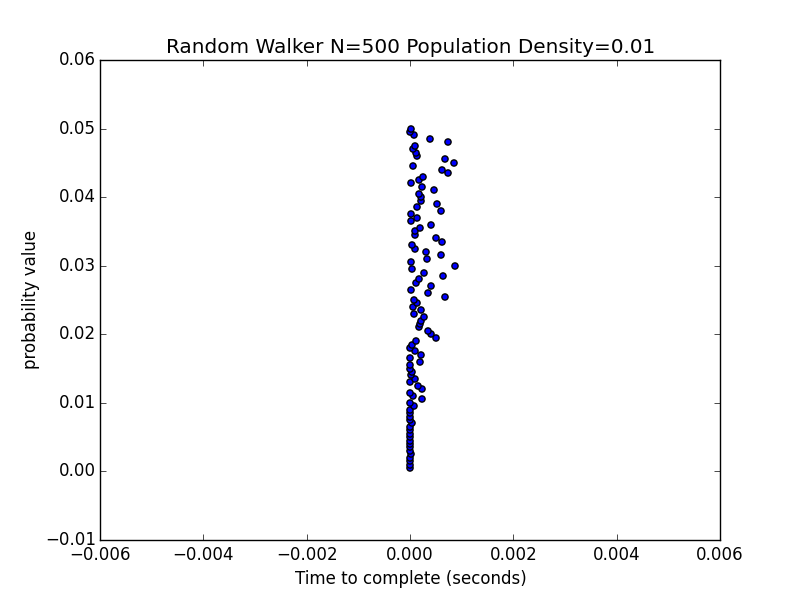 Random Walker N=500 Population Density=0.01
0.06
0.05
0.04
0.03
0.02
0.01
0.00
−0.01
probability value
−0.006 −0.004 −0.002 0.000 0.002 0.004 0.006
Time to complete (seconds)